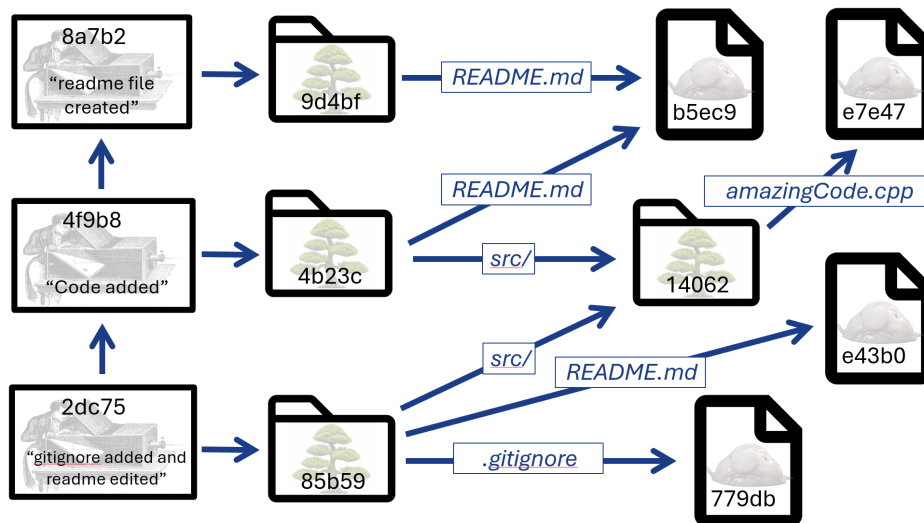 8a7b2
“readme file
created”
9d4bf
README.md
b5ec9
e7e47
4f9b8
“Code added”
4b23c
README.md
src/
14062
amazingCode.cpp
2dc75
“gitignore added and
readme edited”
85b59
src/
README.md
.gitignore
e43b0
779db